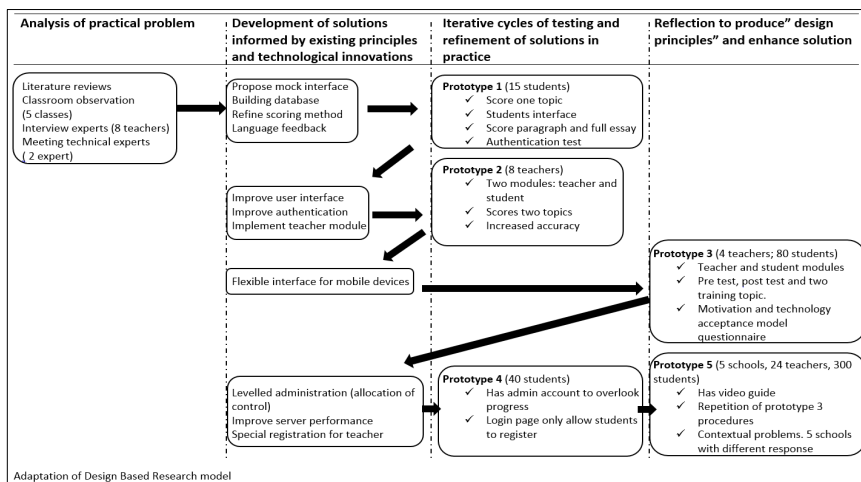 Analysis of practical problem
Development of solutions
informed by existing principles
and technological innovations
Iterative cycles of testing and
refinement of solutions in
practice
Reflection to produce” design
principles” and enhance solution
Literature reviews
Classroom observation
(5 classes)
Interview experts (8 teachers)
Meeting technical experts
( 2 expert)
Propose mock interface
Building database
Refine scoring method
Language feedback
Prototype 1 (15 students)
✓ Score one topic
✓ Students interface
✓ Score paragraph and full essay
✓ Authentication test
Improve user interface
Improve authentication
Implement teacher module
Prototype 2 (8 teachers)
✓ Two modules: teacher and
student
✓ Scores two topics
✓ Increased accuracy
Flexible interface for mobile devices
Prototype 3 (4 teachers; 80 students)
✓ Teacher and student modules
✓ Pre test, post test and two
training topic.
✓ Motivation and technology
acceptance model
questionnaire
Levelled administration (allocation of
control)
Improve server performance
Special registration for teacher
Prototype 4 (40 students)
✓ Has admin account to overlook
progress
✓ Login page only allow students
to register
Prototype 5 (5 schools, 24 teachers, 300
students)
✓ Has video guide
✓ Repetition of prototype 3
procedures
✓ Contextual problems. 5 schools
with different response
Adaptation of Design Based Research model